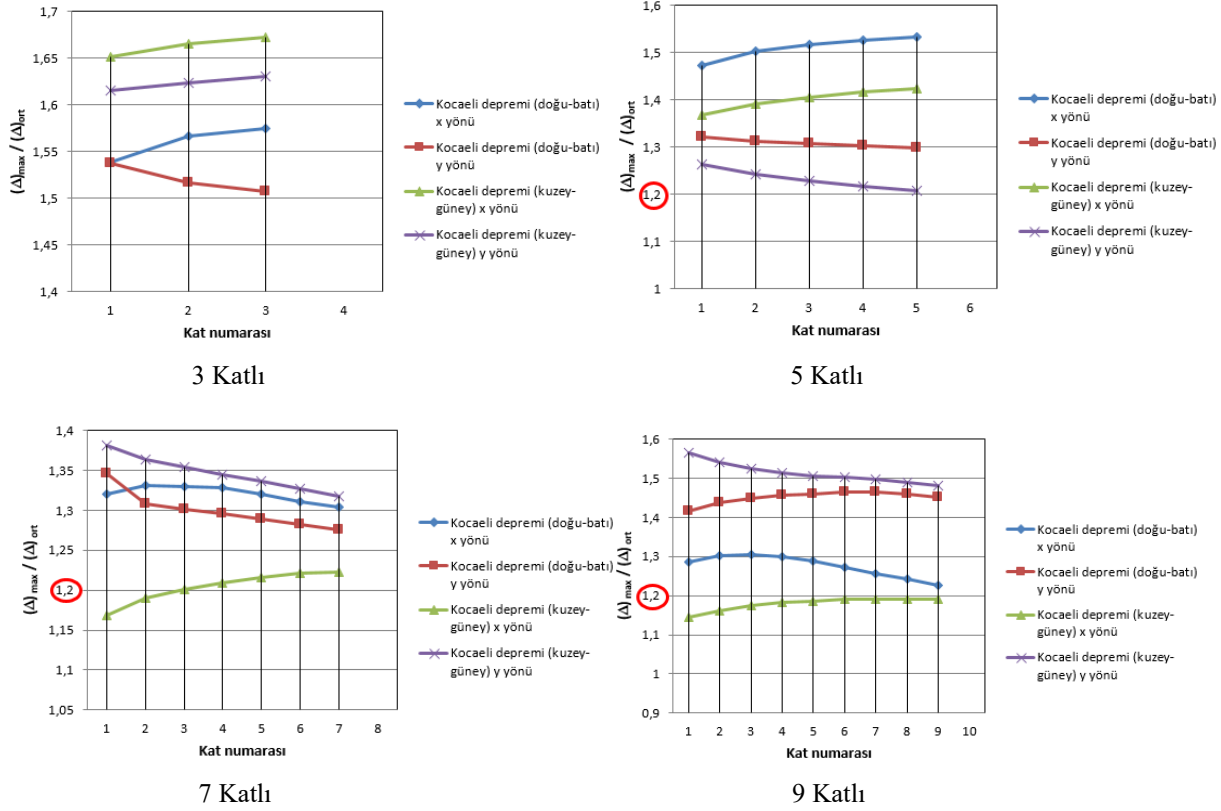 1,7
1,65
1,6
1,55
1,5
1,45
1,4
(Δ)max / (Δ)ort
1 2 3 4
Kat numarası
Kocaeli depremi (doğu-batı)
x yönü
Kocaeli depremi (doğu-batı)
y yönü
Kocaeli depremi (kuzey-
güney) x yönü
Kocaeli depremi (kuzey-
güney) y yönü
3 Katlı
1,6
1,5
1,4
1,3
1,2
1,1
1
(Δ)max / (Δ)ort
1 2 3 4 5 6
Kat numarası
Kocaeli depremi (doğu-batı)
x yönü
Kocaeli depremi (doğu-batı)
y yönü
Kocaeli depremi (kuzey-
güney) x yönü
Kocaeli depremi (kuzey-
güney) y yönü
5 Katlı
1,4
1,35
1,3
1,25
1,2
1,15
1,1
1,05
(Δ) max / (Δ) ort
1 2 3 4 5 6 7 8
Kat numarası
Kocaeli depremi (doğu-batı)
x yönü
Kocaeli depremi (doğu-batı)
y yönü
Kocaeli depremi (kuzey-
güney) x yönü
Kocaeli depremi (kuzey-
güney) y yönü
7 Katlı
1,6
1,5
1,4
1,3
1,2
1,1
1
0,9
(Δ) max / (Δ)ort
1 2 3 4 5 6 7 8 9 10
Kat numarası
Kocaeli depremi (doğu-batı)
x yönü
Kocaeli depremi (doğu-batı)
y yönü
Kocaeli depremi (kuzey-
güney) x yönü
Kocaeli depremi (kuzey-
güney) y yönü
9 Katlı